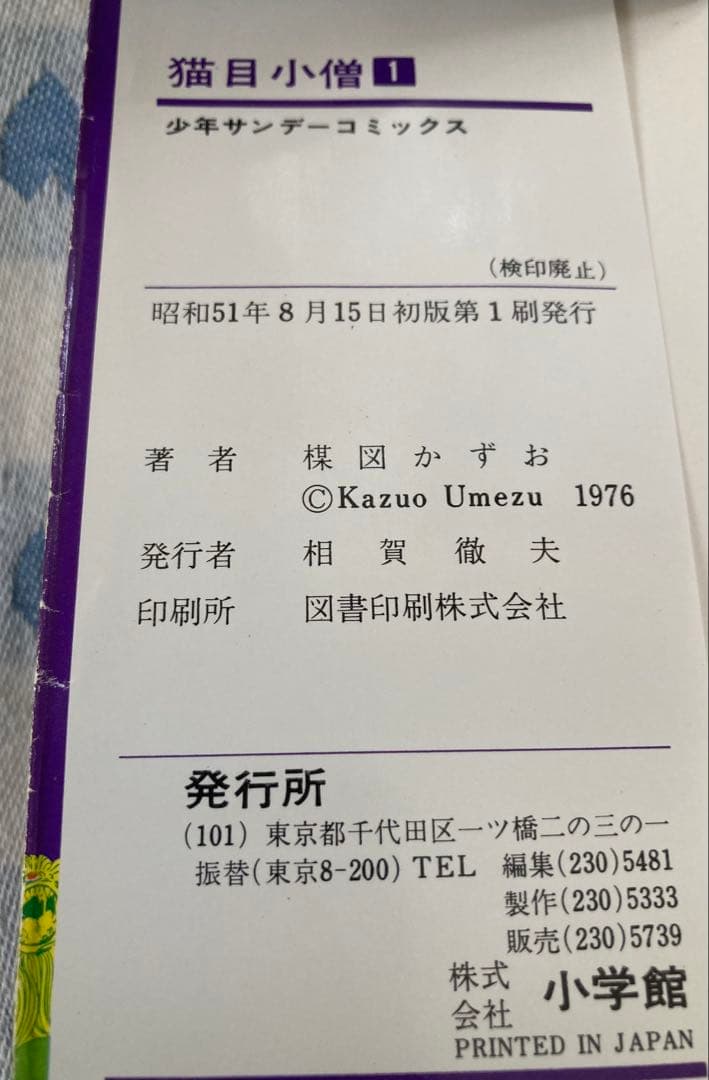 猫目小僧1
少年サンデーコミックス
(検印廃止)
昭和51年8月15日初版第1刷発行
著者 楳図かずお
©Kazuo Umezu 1976
発行者 相賀徹夫
印刷所 図書印刷株式会社
発行所
(101) 東京都千代田区一ツ橋二の三の一
振替(東京8-200) TEL 編集(230)5481
製作(230)5333
販売(230)5739
株式会社 小学館
PRINTED IN JAPAN